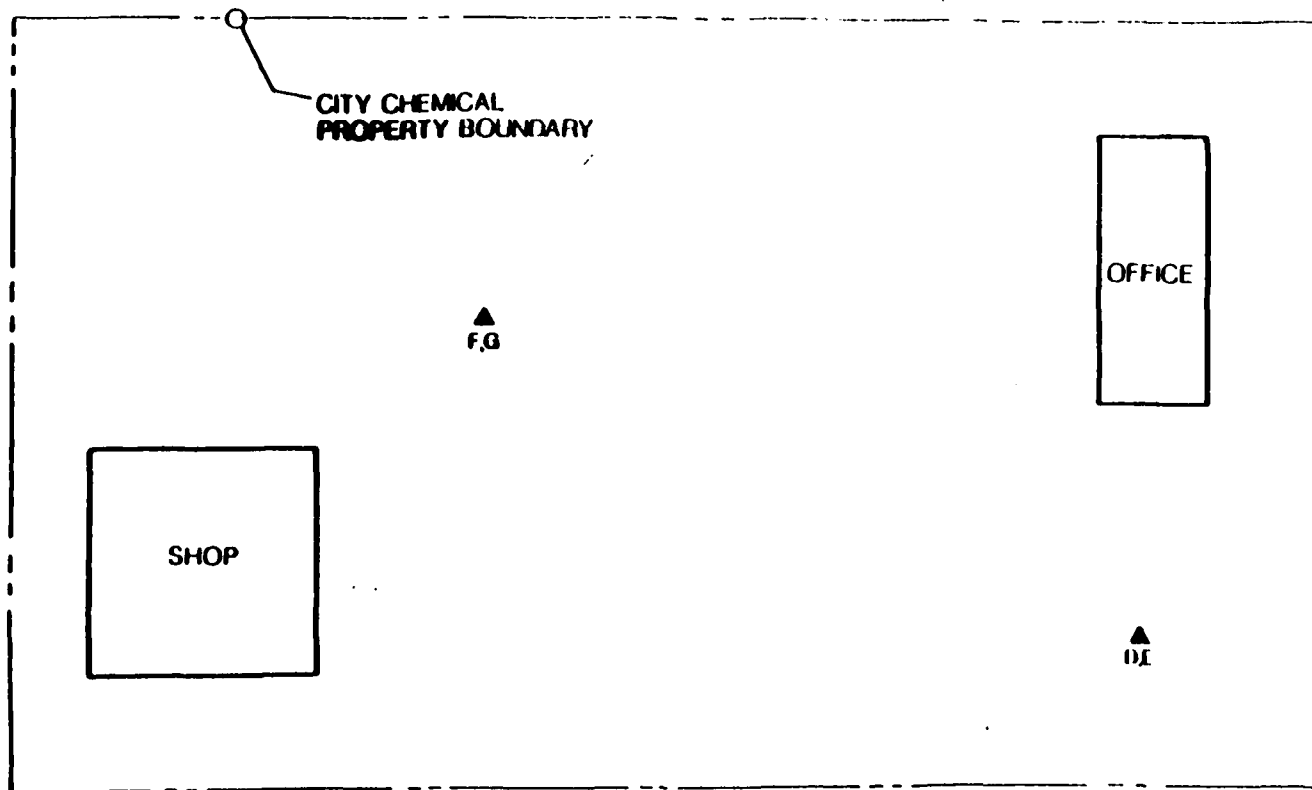 CITY CHEMICAL
PROPERTY BOUNDARY
OFFICE
F,G
SHOP
D,E